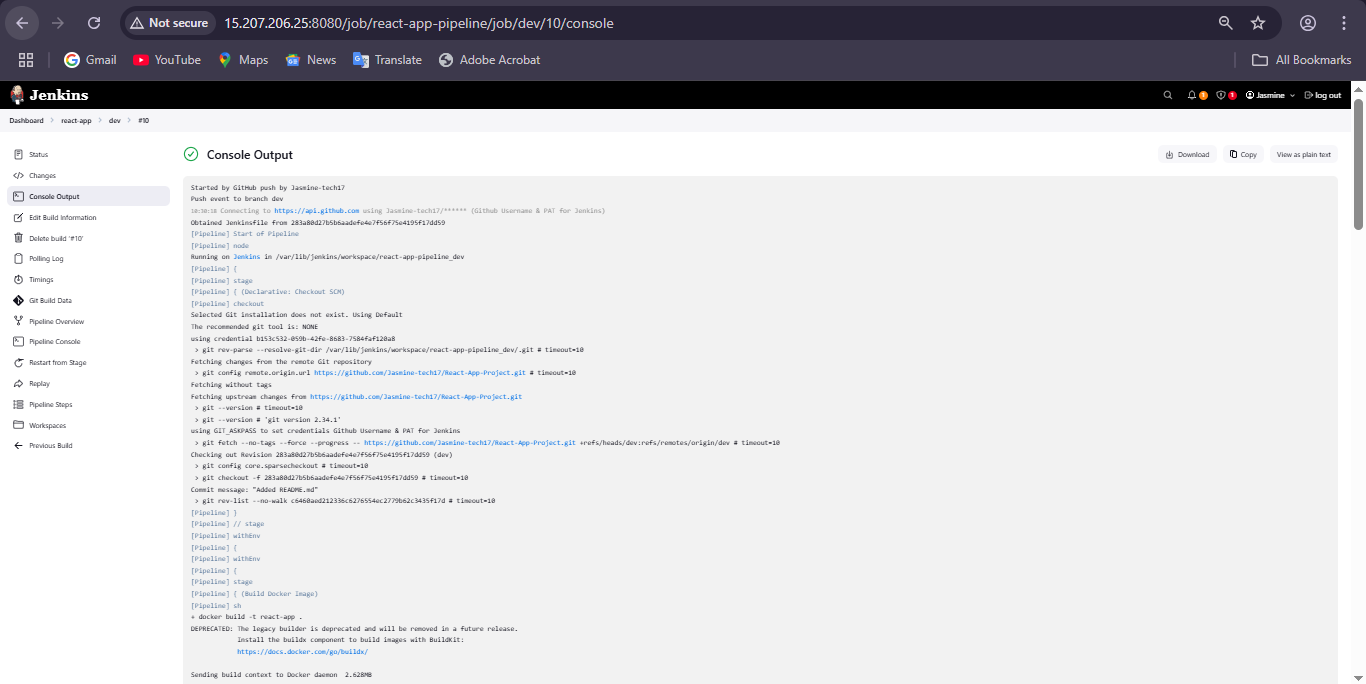 Not secure
15.207.206.25:8080/job/react-app-pipeline/job/dev/10/console
Gmail
YouTube
Maps
News
Translate
Adobe Acrobat
All Bookmarks
Jenkins
1
1
Jasmine
log out
Dashboard
react-app
dev
#10
Status
Changes
Console Output
Edit Build Information
Delete build '#10'
Polling Log
Timings
Git Build Data
Pipeline Overview
Pipeline Console
Restart from Stage
Replay
Pipeline Steps
Workspaces
Previous Build
Console Output
Download
Copy
View as plain text
Started by GitHub push by Jasmine-tech17
Push event to branch dev
Connecting to https://api.github.com using Jasmine-tech17/****** (Github Username & PAT for Jenkins)
Obtained Jenkinsfile from 283a80d27b5b6aadefe4e7f56f75e4195f17dd59
[Pipeline] Start of Pipeline
[Pipeline] node
Running on Jenkins in /var/lib/jenkins/workspace/react-app-pipeline_dev
[Pipeline] {
[Pipeline] stage
[Pipeline] { (Declarative: Checkout SCM)
[Pipeline] checkout
Selected Git installation does not exist. Using Default
The recommended git tool is: NONE
using credential b153c532-059b-42fe-8683-7584faf120a8
> git rev-parse --resolve-git-dir /var/lib/jenkins/workspace/react-app-pipeline_dev/.git # timeout=10
Fetching changes from the remote Git repository
> git config remote.origin.url https://github.com/Jasmine-tech17/React-App-Project.git # timeout=10
Fetching without tags
Fetching upstream changes from https://github.com/Jasmine-tech17/React-App-Project.git
> git --version # timeout=10
> git --version # 'git version 2.34.1'
using GIT_ASKPASS to set credentials Github Username & PAT for Jenkins
> git fetch --no-tags --force --progress -- https://github.com/Jasmine-tech17/React-App-Project.git +refs/heads/dev:refs/remotes/origin/dev # timeout=10
Checking out Revision 283a80d27b5b6aadefe4e7f56f75e4195f17dd59 (dev)
> git config core.sparsecheckout # timeout=10
> git checkout -f 283a80d27b5b6aadefe4e7f56f75e4195f17dd59 # timeout=10
Commit message: "Added README.md"
> git rev-list --no-walk c6460aed212336c6276554ec2779b62c3435f17d # timeout=10
[Pipeline] }
[Pipeline] // stage
[Pipeline] withEnv
[Pipeline] {
[Pipeline] withEnv
[Pipeline] {
[Pipeline] stage
[Pipeline] { (Build Docker Image)
[Pipeline] sh
+ docker build -t react-app .
DEPRECATED: The legacy builder is deprecated and will be removed in a future release.
Install the buildx component to build images with BuildKit:
https://docs.docker.com/go/buildx/
Sending build context to Docker daemon 2.628MB